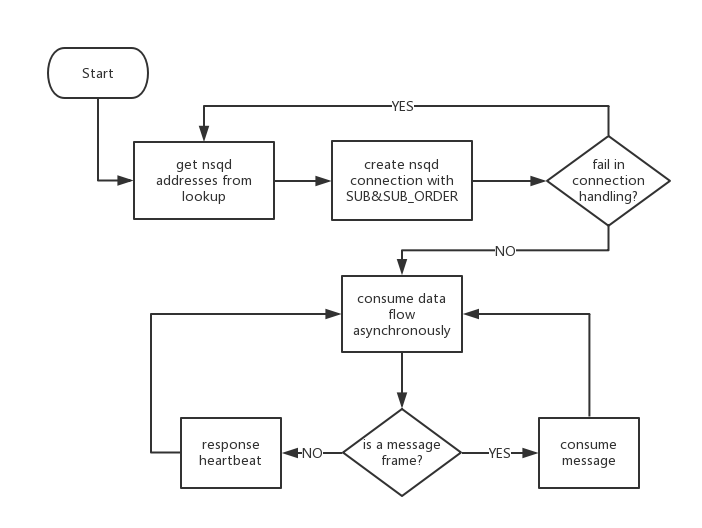 Start
YES
get nsqd
addresses from
lookup
create nsqd
connection with
SUB&SUB_ORDER
fail in
connection
handling?
NO
consume data
flow
asynchronously
response
heartbeat
NO
is a message
frame?
YES
consume
message